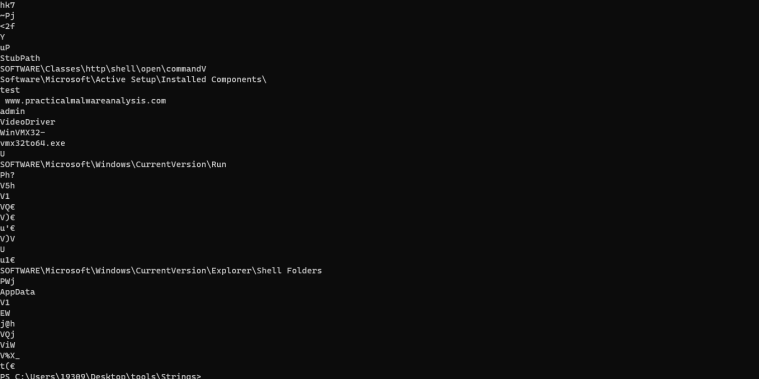 hk7
~Pj
<2f
Y
uP
StubPath
SOFTWARE\Classes\http\shell\open\commandV
Software\Microsoft\Active Setup\Installed Components\
test
www.practicalmalwareanalysis.com
admin
VideoDriver
WinVMX32-
vmx32to64.exe
U
SOFTWARE\Microsoft\Windows\CurrentVersion\Run
Ph?
V5h
V1
VQ€
V)€
u'€
V)V
U
ul€
SOFTWARE\Microsoft\Windows\CurrentVersion\Explorer\Shell Folders
PWj
AppData
V1
EW
j@h
VQj
ViW
V%X_
t(€
PS C:\Users\19309\Desktop\tools\Strings>